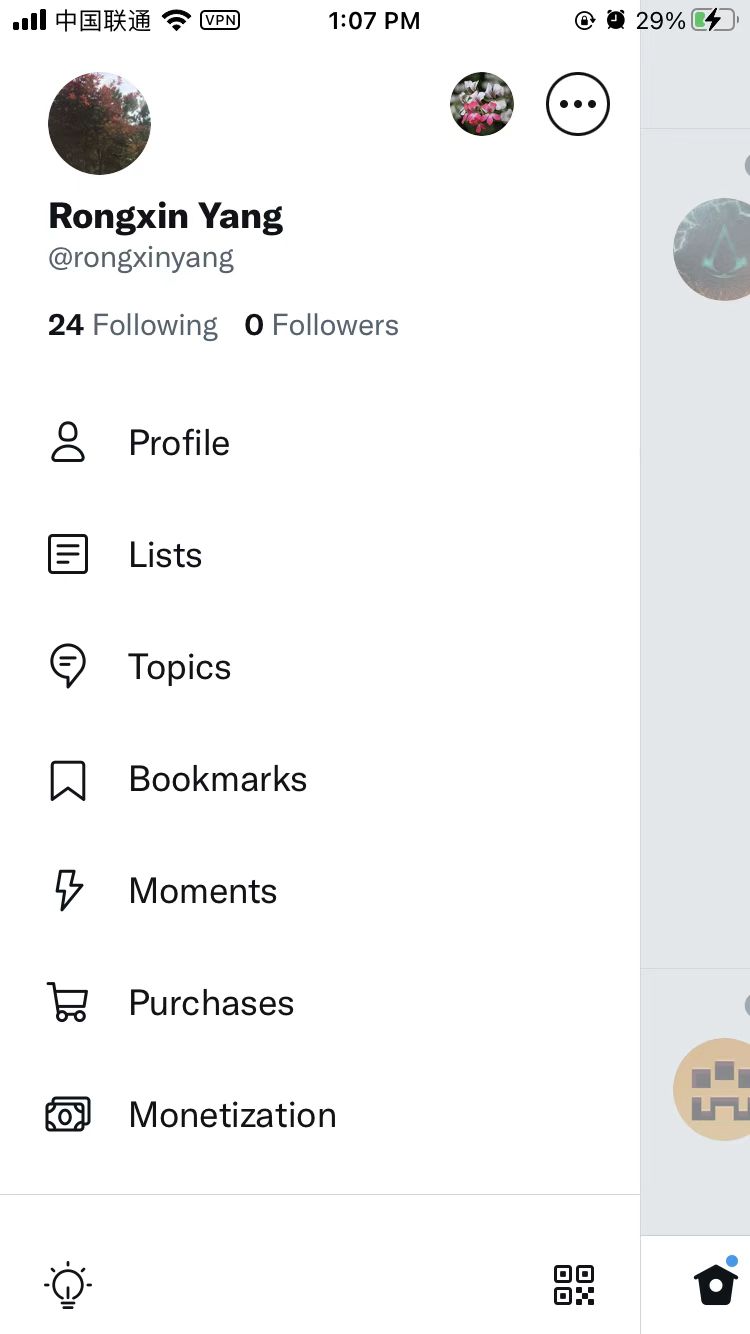 中国联通 VPN 1:07 PM 29%
Rongxin Yang
@rongxinyang
24 Following 0 Followers
Profile
Lists
Topics
Bookmarks
Moments
Purchases
Monetization